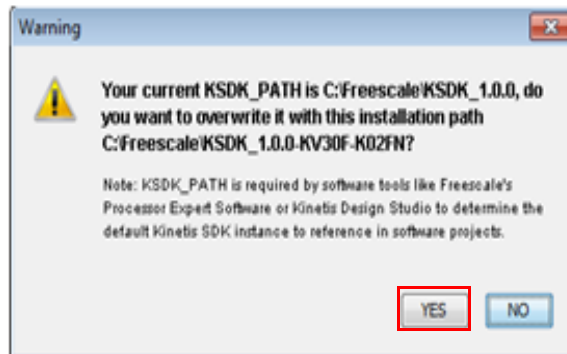 Warning
Your current KSDK_PATH is C:\Freescale\KSDK_1.0.0, do
you want to overwrite it with this installation path
C:\Freescale\KSDK_1.0.0-KV30F-K02FN?
Note: KSDK_PATH is required by software tools like Freescale's
Processor Expert Software or Kinetis Design Studio to determine the
default Kinetis SDK instance to reference in software projects.
YES
NO